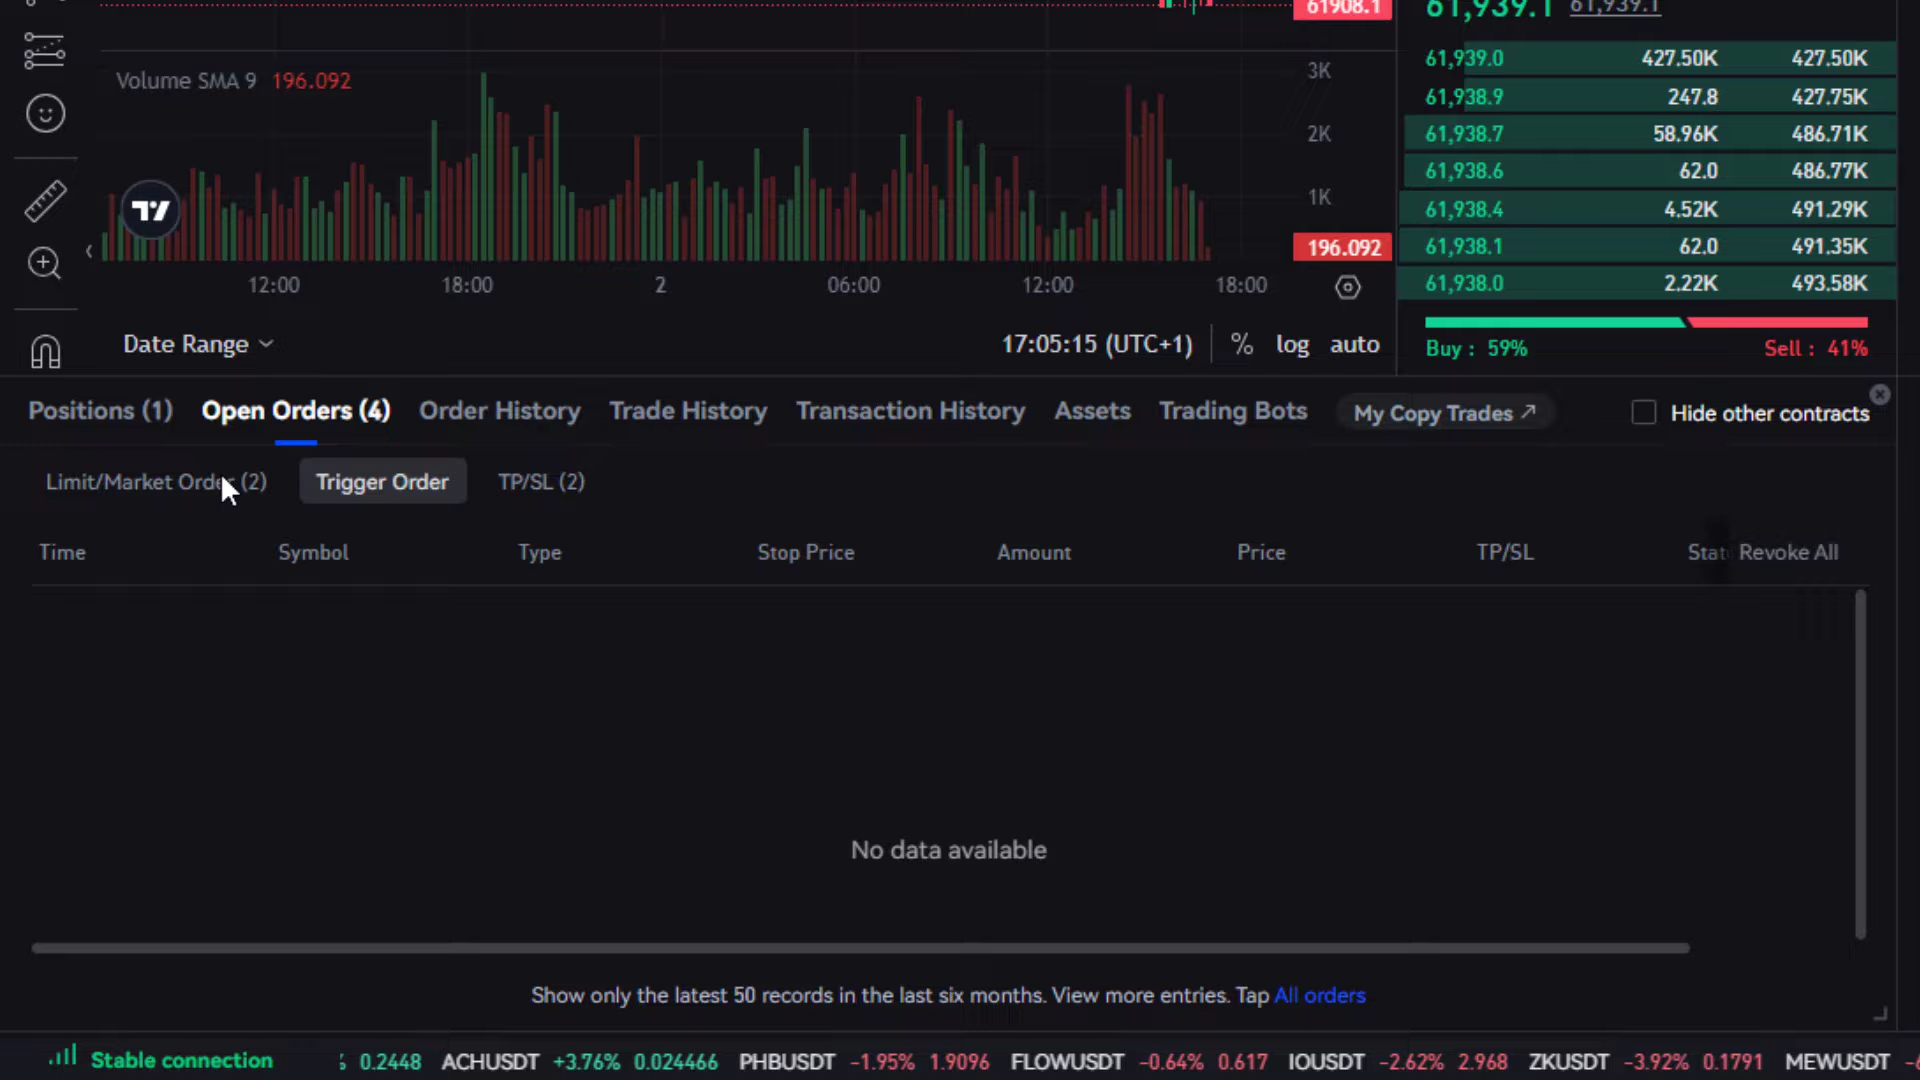 61908.1
61,939.1 61,939.1
Volume SMA 9 196.092
3K
2K
1K
196.092
12:00 18:00 2 06:00 12:00 18:00
Date Range 17:05:15 (UTC+1) % log auto
61,939.0 427.50K 427.50K
61,938.9 247.8 427.75K
61,938.7 58.96K 486.71K
61,938.6 62.0 486.77K
61,938.4 4.52K 491.29K
61,938.1 62.0 491.35K
61,938.0 2.22K 493.58K
Buy : 59% Sell : 41%
Positions (1) Open Orders (4) Order History Trade History Transaction History Assets Trading Bots My Copy Trades Hide other contracts
Limit/Market Order (2) Trigger Order TP/SL (2)
Time Symbol Type Stop Price Amount Price TP/SL Stat Revoke All
No data available
Show only the latest 50 records in the last six months. View more entries. Tap All orders
Stable connection % 0.2448 ACHUSDT +3.76% 0.024466 PHBUSDT -1.95% 1.9096 FLOWUSDT -0.64% 0.617 IOUSDT -2.62% 2.968 ZKUSDT -3.92% 0.1791 MEWUSDT